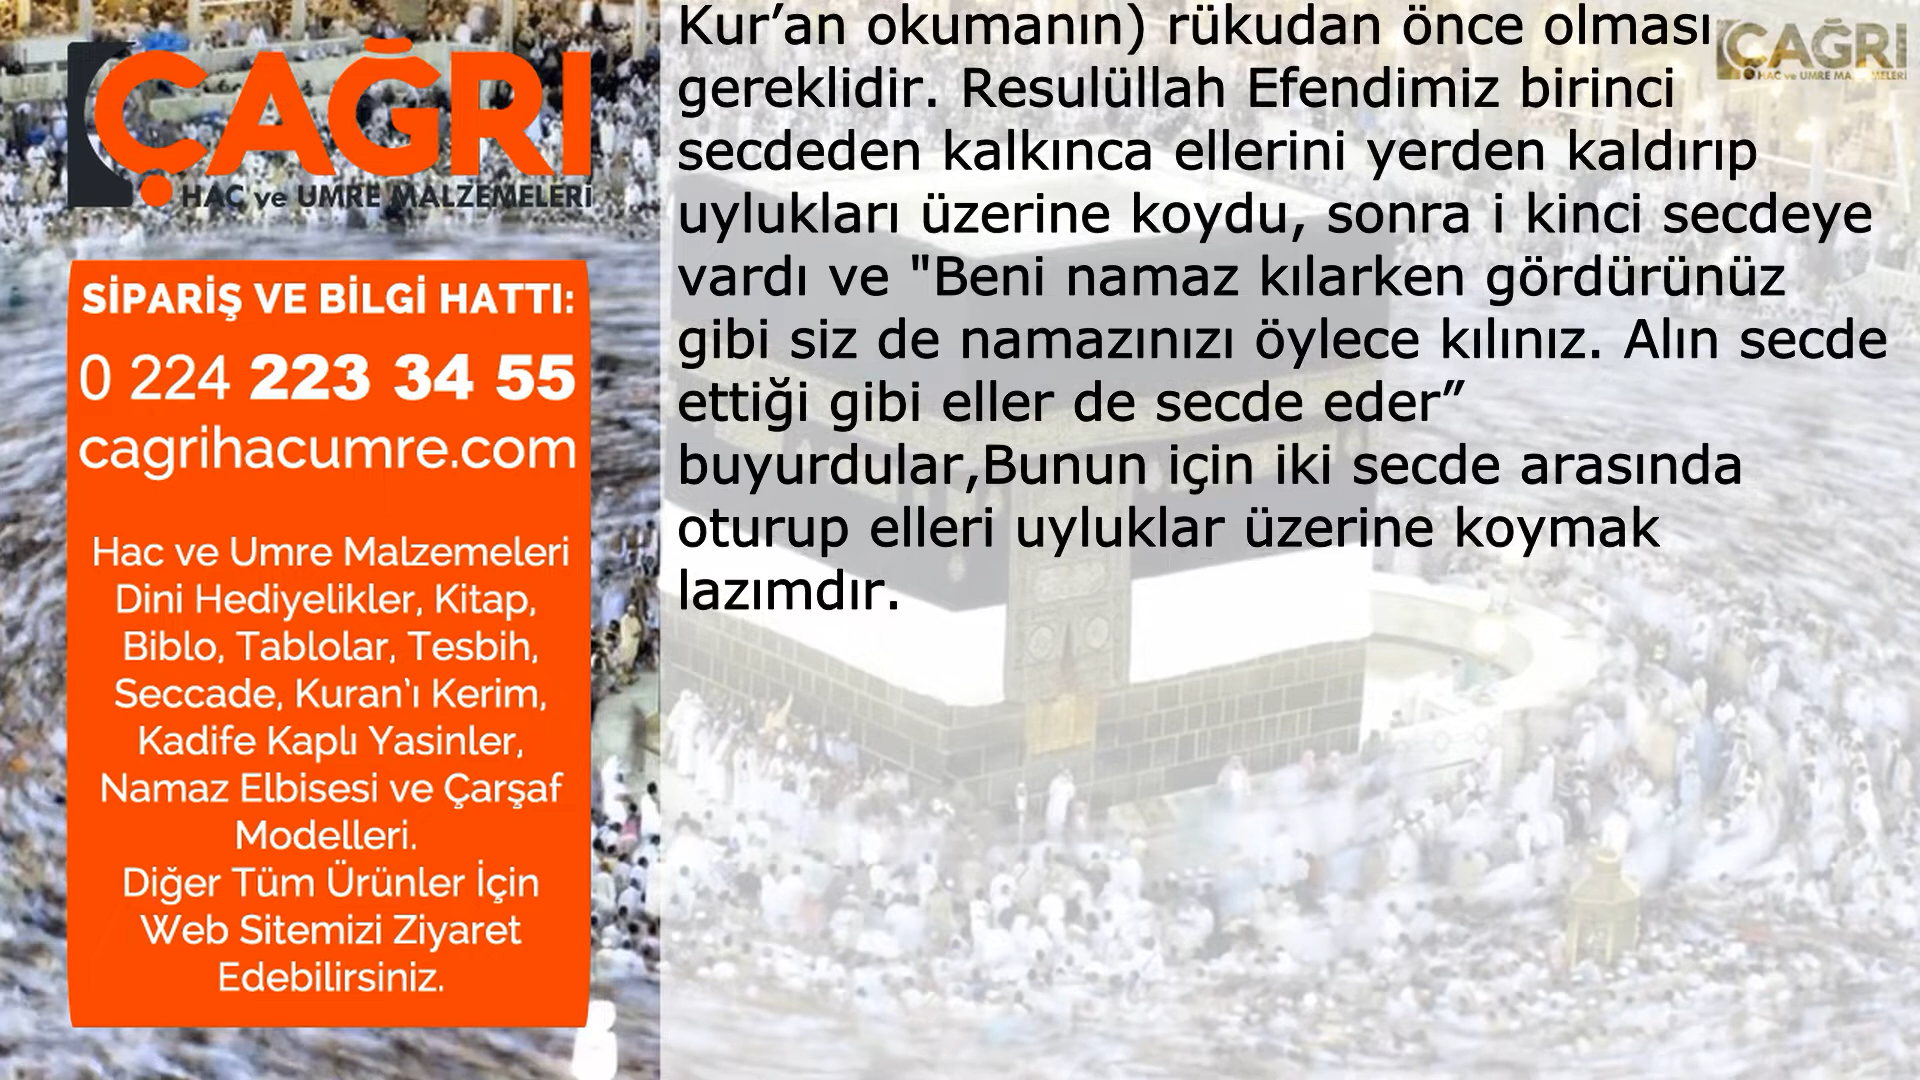 ÇAĞRI
HAC ve UMRE MALZEMELERİ
SİPARİŞ VE BİLGİ HATTI:
0 224 223 34 55
cagrihacumre.com
Hac ve Umre Malzemeleri
Dini Hediyelikler, Kitap,
Biblo, Tablolar, Tesbih,
Seccade, Kuran'ı Kerim,
Kadife Kaplı Yasinler,
Namaz Elbisesi ve Çarşaf
Modelleri.
Diğer Tüm Ürünler İçin
Web Sitemizi Ziyaret
Edebilirsiniz.
Kur’an okumanın) rükudan önce olması
gereklidir. Resulüllah Efendimiz birinci
secdeden kalkınca ellerini yerden kaldırıp
uylukları üzerine koydu, sonra i kinci secdeye
vardı ve "Beni namaz kılarken gördürünüz
gibi siz de namazınızı öylece kılınız. Alın secde
ettiği gibi eller de secde eder”
buyurdular,Bunun için iki secde arasında
oturup elleri uyluklar üzerine koymak
lazımdır.
ÇAĞRI
HAC ve UMRE MALZEMELERİ